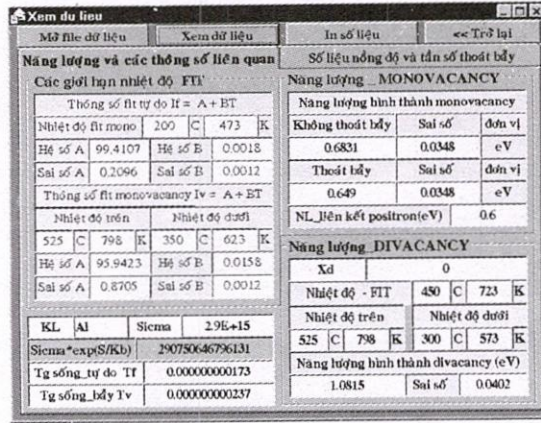 Xem du lieu
Mở file dữ liệu Xem dữ liệu In số liệu << Trở lại
Năng lượng và các thông số liên quan Số liệu nồng độ và tần số thoát bẫy
Các giới hạn nhiệt độ FIT
Thông số fit tự do If = A + BT
Nhiệt độ fit mono 200 C 473 K
Hệ số A 99.4107 Hệ số B 0.0018
Sai số A 0.2096 Sai số B 0.0012
Thông số fit monovacancy Iv = A + BT
Nhiệt độ trên Nhiệt độ dưới
525 C 798 K 350 C 623 K
Hệ số A 95.9423 Hệ số B 0.0158
Sai số A 0.8705 Sai số B 0.0012
KL Al Sicma 2.9E+15
Sicma*exp(S/Kb) 290750646796131
Tg sống_tự do Tf 0.000000000173
Tg sống_bẫy Tv 0.000000000237
Năng lượng _MONOVACANCY
Năng lượng hình thành monovacancy
Không thoát bẫy Sai số đơn vị
0.6831 0.0348 eV
Thoát bẫy Sai số đơn vị
0.649 0.0348 eV
NL_liên kết positron(eV) 0.6
Năng lượng_DIVACANCY
Xd 0
Nhiệt độ - FIT 450 C 723 K
Nhiệt độ trên Nhiệt độ dưới
525 C 798 K 300 C 573 K
Năng lượng hình thành divacancy (eV)
1.0815 Sai số 0.0402